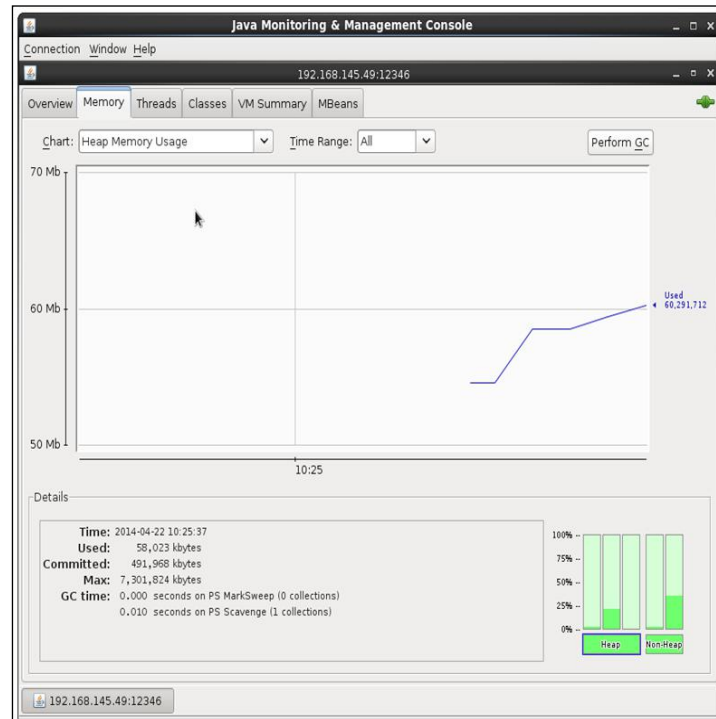 Java Monitoring & Management Console
Connection Window Help
192.168.145.49:12346
Overview Memory Threads Classes VM Summary MBeans
Chart: Heap Memory Usage Time Range: All Perform GC
70 Mb
60 Mb
50 Mb
Used
60,291,712
10:25
Details
Time: 2014-04-22 10:25:37
Used: 58,023 kbytes
Committed: 491,968 kbytes
Max: 7,301,824 kbytes
GC time: 0.000 seconds on PS MarkSweep (0 collections)
0.010 seconds on PS Scavenge (1 collections)
100% --
75% --
50% --
25% --
0% --
Heap Non-Heap
192.168.145.49:12346